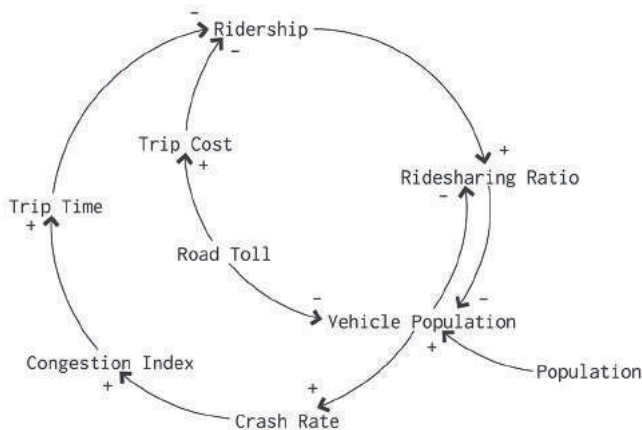 - Ridership
-
Trip Cost
+
+
Ridesharing Ratio
-
Trip Time
+
Road Toll
-
-
Vehicle Population
+
Congestion Index
+
+
Population
Crash Rate